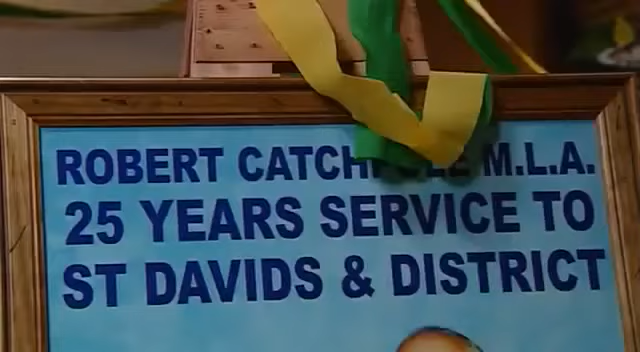 ROBERT M.L.A.
25 YEARS SERVICE TO
ST DAVIDS & DISTRICT